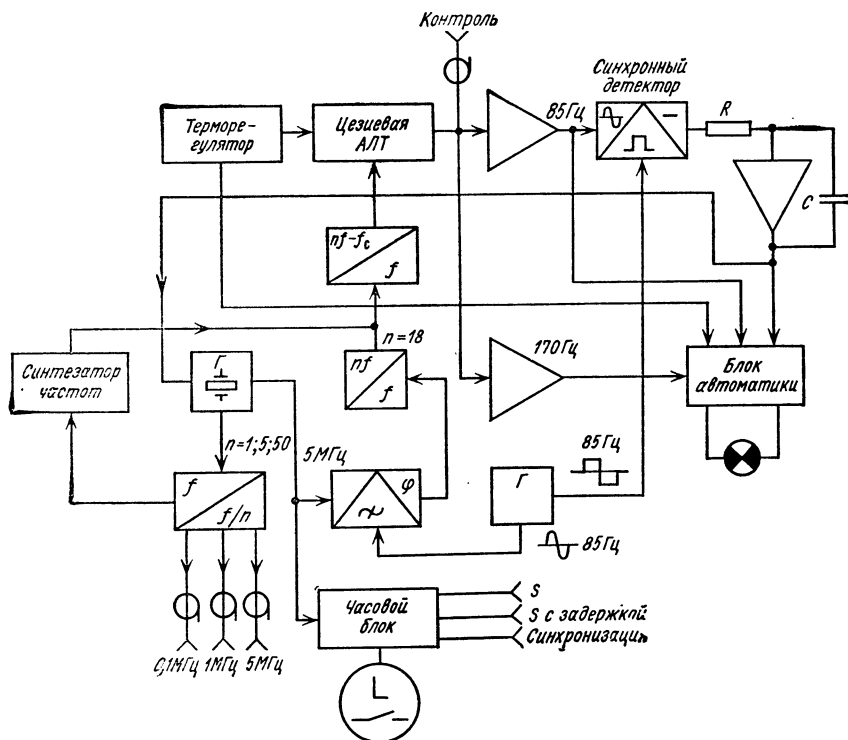 Контроль
Синхронный
детектор
85Гц
R
Терморе-
гулятор
Цезиевая
АЛТ
C
nf-fc
f
n=18
Синтезатор
частот
Г
nf
f
170Гц
Блок
автоматики
n=1;5;50
5МГц
85Гц
f
f/n
φ
Г
85Гц
Часовой
блок
S
S с задержкой
Синхронизация
0,1МГц
1МГц
5МГц